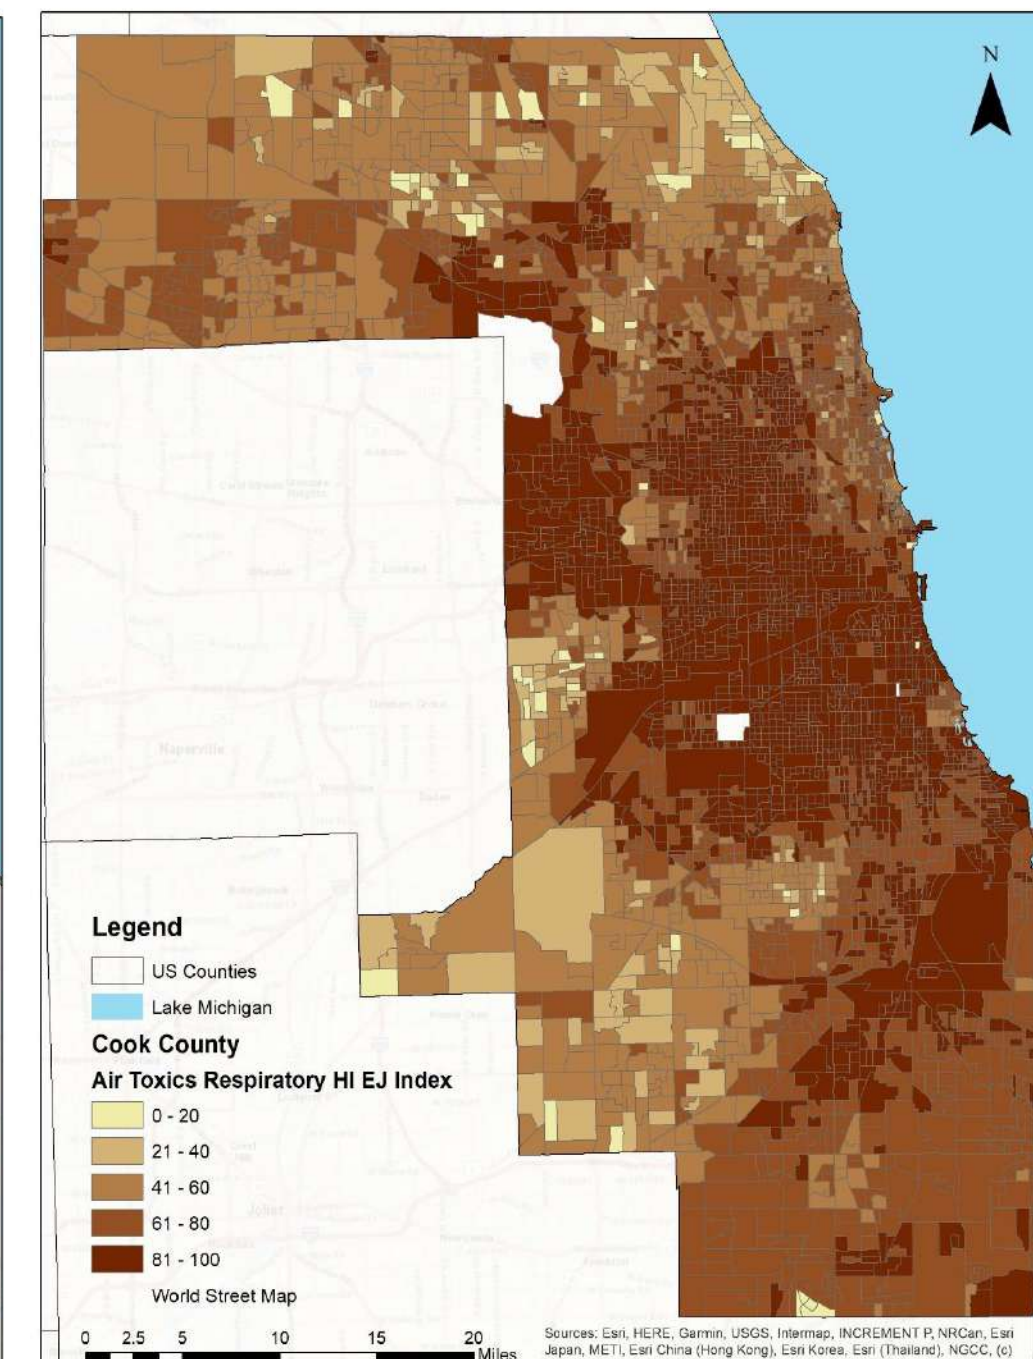 N
Naperville
Joliet
Legend
US Counties
Lake Michigan
Cook County
Air Toxics Respiratory HI EJ Index
0 - 20
21 - 40
41 - 60
61 - 80
81 - 100
World Street Map
0 2.5 5 10 15 20
Miles
Sources: Esri, HERE, Garmin, USGS, Intermap, INCREMENT P, NRCan, Esri
Japan, METI, Esri China (Hong Kong), Esri Korea, Esri (Thailand), NGCC, (c)